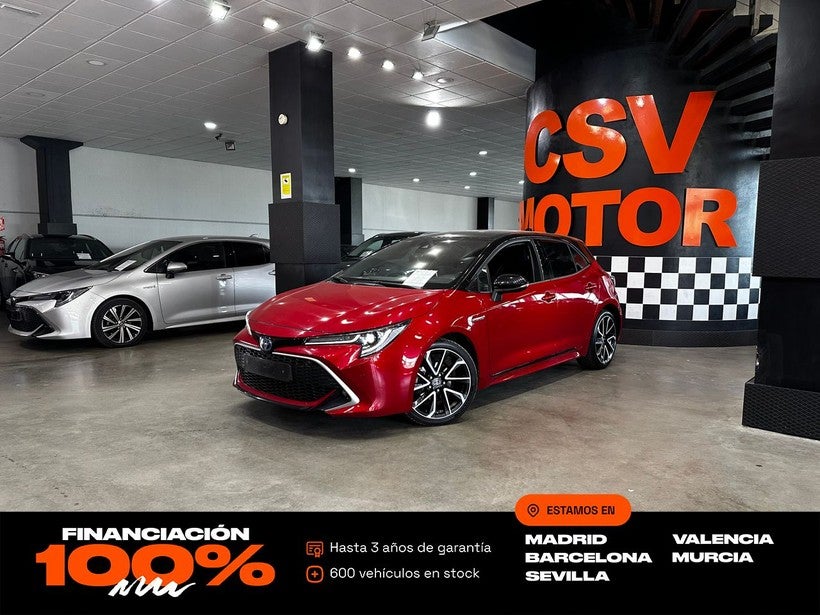 CSV
MOTOR
FINANCIACIÓN
100%
Hasta 3 años de garantía
600 vehículos en stock
ESTAMOS EN
MADRID
BARCELONA
SEVILLA
VALENCIA
MURCIA